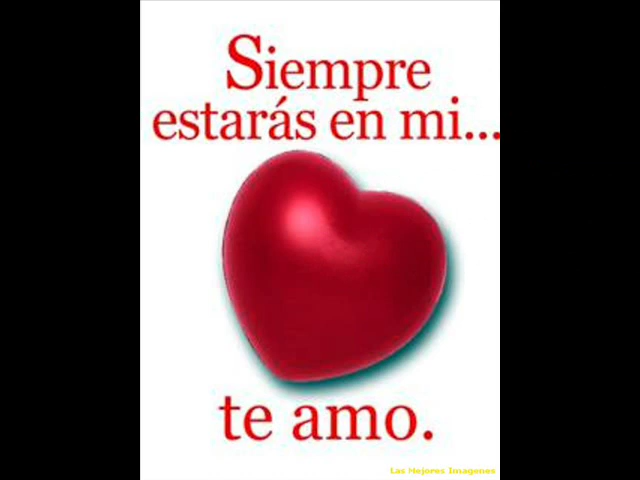 Siempre
estarás en mi...
te amo.
Las Mejores Imagenes